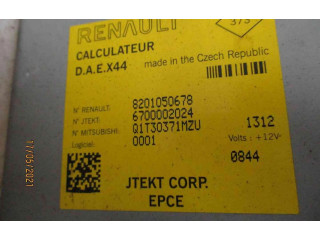 RENAULT
373
CALCULATEUR
D.A.E.X44 made in the Czech Republic
N° RENAULT: 8201050678
N° JTEKT: 6700002024
N° MITSUBISHI: Q1T30371MZU 1312
Logiciel: 0001 Volts : +12V
0844
JTEKT CORP.
EPCE
17/05/2021